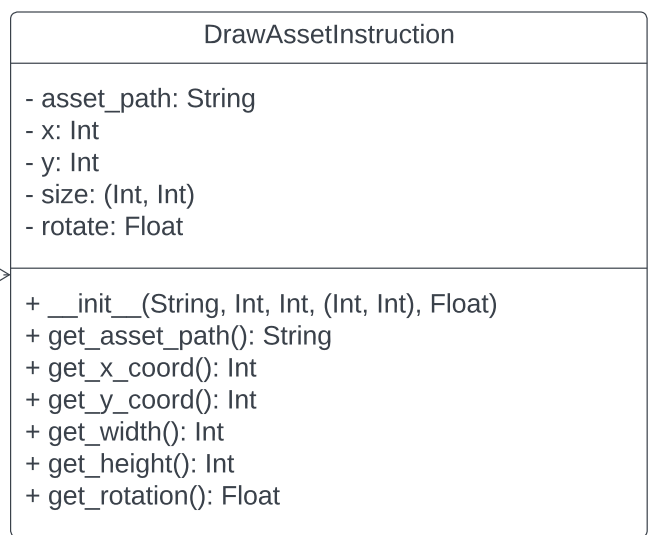 DrawAssetInstruction
- asset_path: String
- x: Int
- y: Int
- size: (Int, Int)
- rotate: Float
+ __init__(String, Int, Int, (Int, Int), Float)
+ get_asset_path(): String
+ get_x_coord(): Int
+ get_y_coord(): Int
+ get_width(): Int
+ get_height(): Int
+ get_rotation(): Float